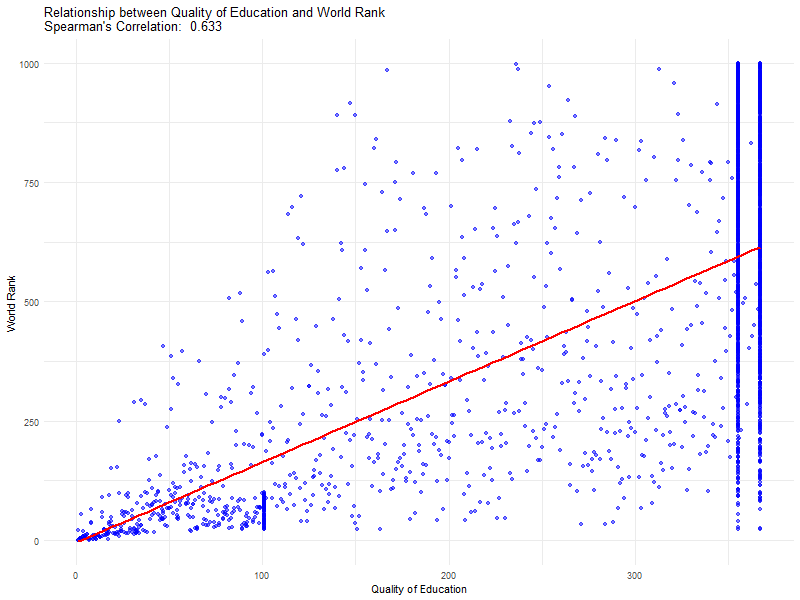 Relationship between Quality of Education and World Rank
Spearman's Correlation:  0.633
1000
750
500
250
0
World Rank
0
100
200
300
Quality of Education